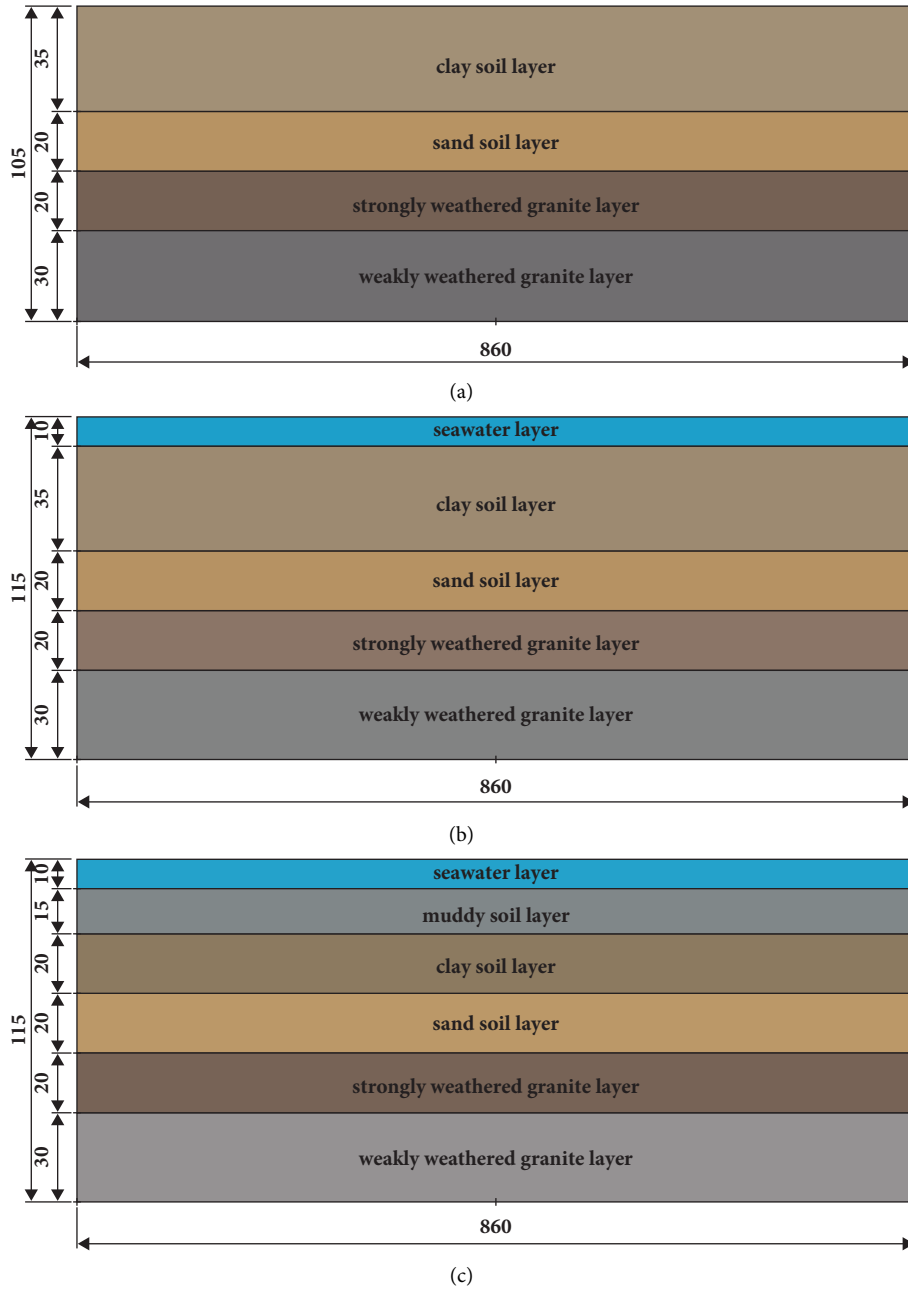 35
clay soil layer
20
sand soil layer
105
20
strongly weathered granite layer
30
weakly weathered granite layer
860
(a)
10
seawater layer
35
clay soil layer
20
sand soil layer
115
20
strongly weathered granite layer
30
weakly weathered granite layer
860
(b)
10
seawater layer
15
muddy soil layer
20
clay soil layer
20
sand soil layer
115
20
strongly weathered granite layer
30
weakly weathered granite layer
860
(c)